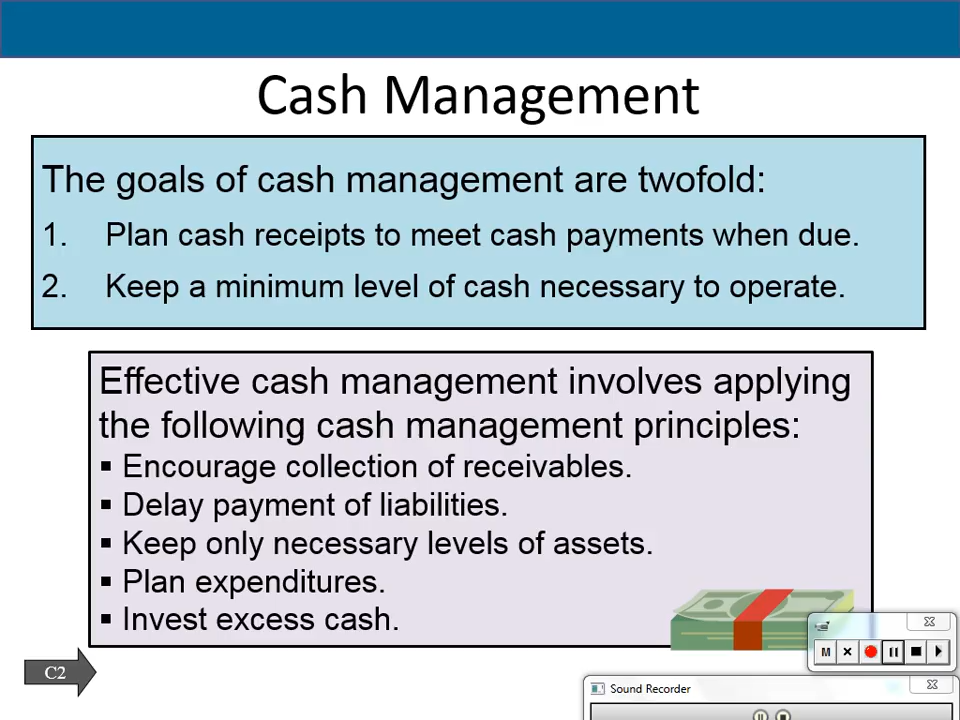 Cash Management
The goals of cash management are twofold:
1. Plan cash receipts to meet cash payments when due.
2. Keep a minimum level of cash necessary to operate.
Effective cash management involves applying
the following cash management principles:
▪ Encourage collection of receivables.
▪ Delay payment of liabilities.
▪ Keep only necessary levels of assets.
▪ Plan expenditures.
▪ Invest excess cash.
C2
M
Sound Recorder